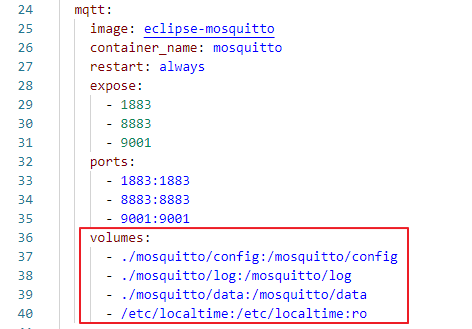 24 mqtt:
25 image: eclipse-mosquitto
26 container_name: mosquitto
27 restart: always
28 expose:
29 - 1883
30 - 8883
31 - 9001
32 ports:
33 - 1883:1883
34 - 8883:8883
35 - 9001:9001
36 volumes:
37 - ./mosquitto/config:/mosquitto/config
38 - ./mosquitto/log:/mosquitto/log
39 - ./mosquitto/data:/mosquitto/data
40 - /etc/localtime:/etc/localtime:ro